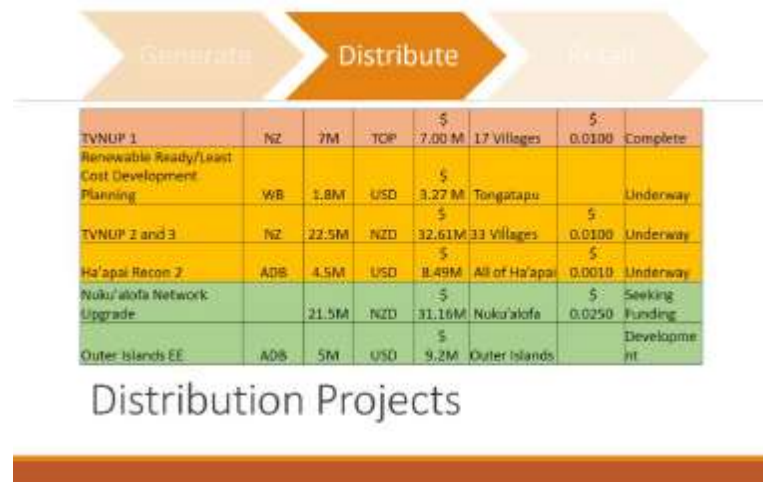 Generate
Distribute
Retail
$
TVNUP 1 NZ 7M TOP 7.00 M 17 Villages 0.0100 Complete
$
Renewable Ready/Least
Cost Development $
Planning WB 1.8M USD 3.27 M Tongatapu Underway
$ $
TVNUP 2 and 3 NZ 22.5M NZD 32.61M 33 Villages 0.0100 Underway
$ $
Ha'apai Recon 2 ADB 4.5M USD 8.49M All of Ha'apai 0.0010 Underway
Nuku'alofa Network $ $ Seeking
Upgrade 21.5M NZD 31.16M Nuku'alofa 0.0250 Funding
$ Developme
Outer Islands EE ADB 5M USD 9.2M Outer Islands nt
Distribution Projects